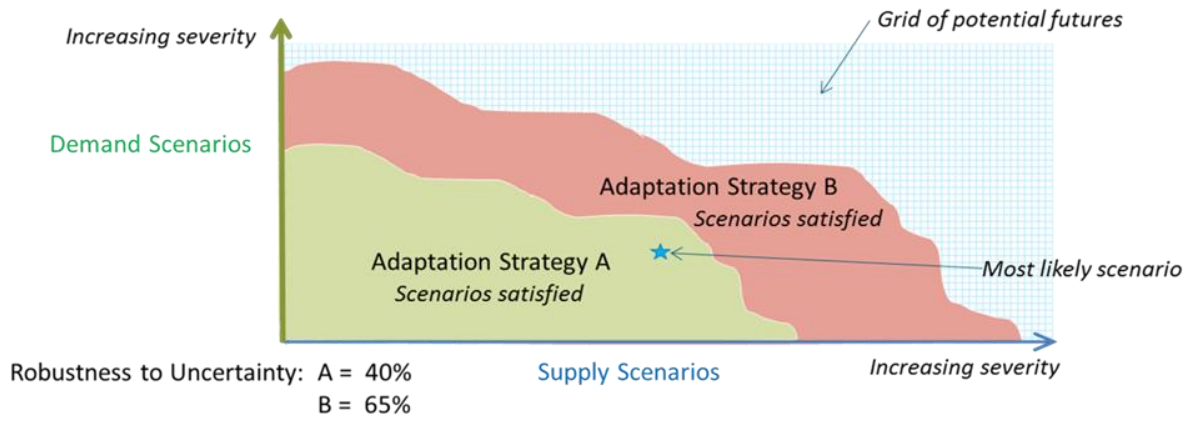 Grid of potential futures
Increasing severity
Demand Scenarios
Adaptation Strategy B
Scenarios satisfied
Adaptation Strategy A
Scenarios satisfied
Most likely scenario
Robustness to Uncertainty: A = 40%
B = 65%
Supply Scenarios
Increasing severity